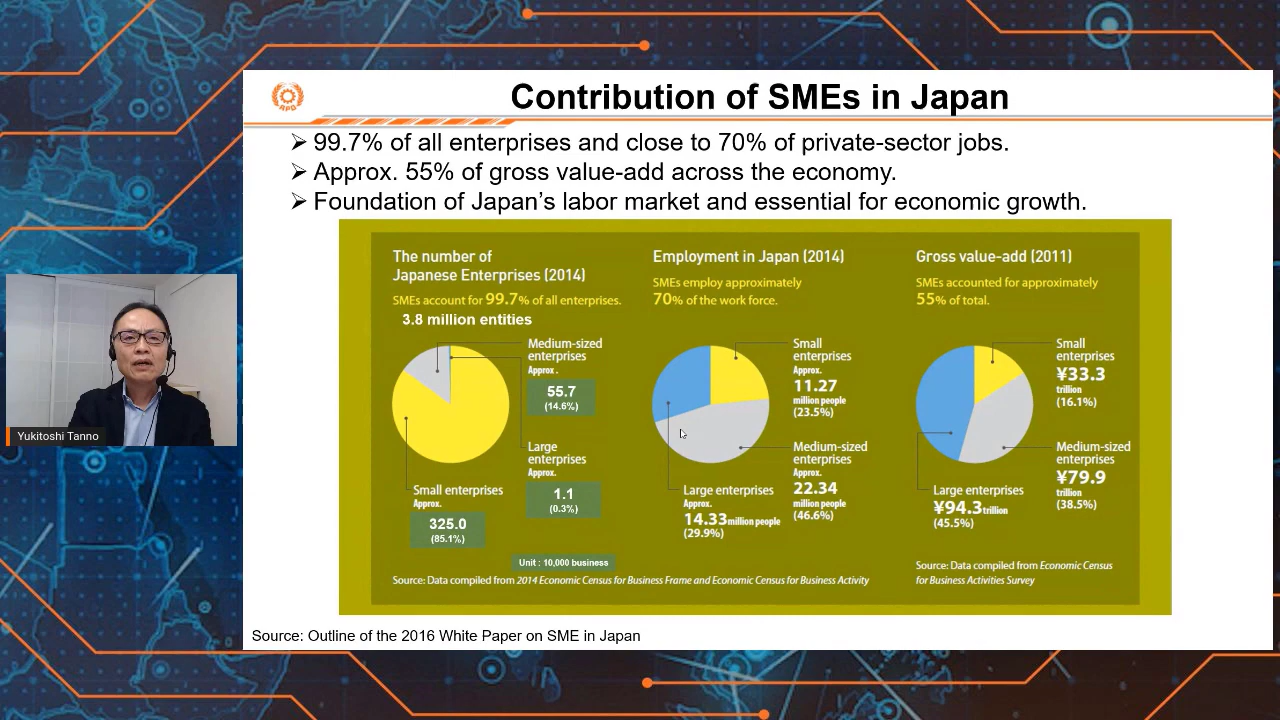 APO
Contribution of SMEs in Japan
➢ 99.7% of all enterprises and close to 70% of private-sector jobs.
➢ Approx. 55% of gross value-add across the economy.
➢ Foundation of Japan’s labor market and essential for economic growth.
The number of
Japanese Enterprises (2014)
SMEs account for 99.7% of all enterprises.
3.8 million entities
Medium-sized
enterprises
Approx .
55.7
(14.6%)
Large
enterprises
Approx.
1.1
(0.3%)
Small enterprises
Approx.
325.0
(85.1%)
Unit : 10,000 business
Employment in Japan (2014)
SMEs employ approximately
70% of the work force.
Small
enterprises
Approx.
11.27
million people
(23.5%)
Medium-sized
enterprises
Approx.
22.34
million people
(46.6%)
Large enterprises
Approx.
14.33 million people
(29.9%)
Source: Data compiled from 2014 Economic Census for Business Frame and Economic Census for Business Activity
Gross value-add (2011)
SMEs accounted for approximately
55% of total.
Small
enterprises
¥33.3
trillion
(16.1%)
Medium-sized
enterprises
¥79.9
trillion
(38.5%)
Large enterprises
¥94.3 trillion
(45.5%)
Source: Data compiled from Economic Census
for Business Activities Survey
Source: Outline of the 2016 White Paper on SME in Japan
Yukitoshi Tanno